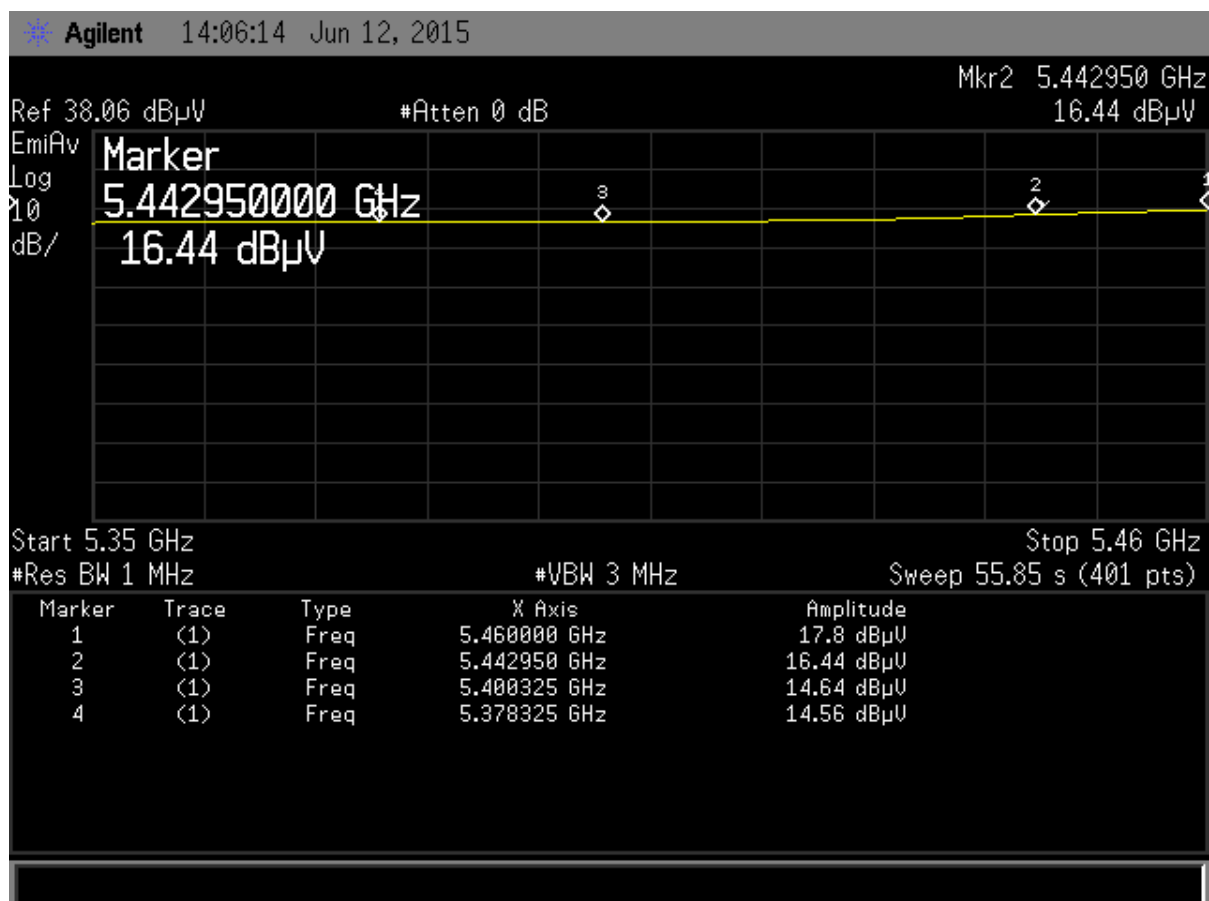 Agilent 14:06:14 Jun 12, 2015
Mkr2 5.442950 GHz
Ref 38.06 dBµV #Atten 0 dB 16.44 dBµV
EmiAv
Log
10
dB/
Marker
5.442950000 GHz
16.44 dBµV
3
2
1
Start 5.35 GHz Stop 5.46 GHz
#Res BW 1 MHz #VBW 3 MHz Sweep 55.85 s (401 pts)
Marker Trace Type X Axis Amplitude
1 (1) Freq 5.460000 GHz 17.8 dBµV
2 (1) Freq 5.442950 GHz 16.44 dBµV
3 (1) Freq 5.400325 GHz 14.64 dBµV
4 (1) Freq 5.378325 GHz 14.56 dBµV